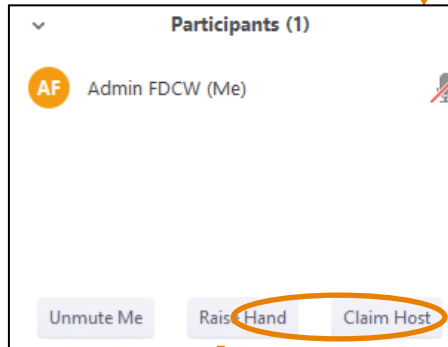 Participants (1)
AF Admin FDCW (Me)
Unmute Me Raise Hand Claim Host